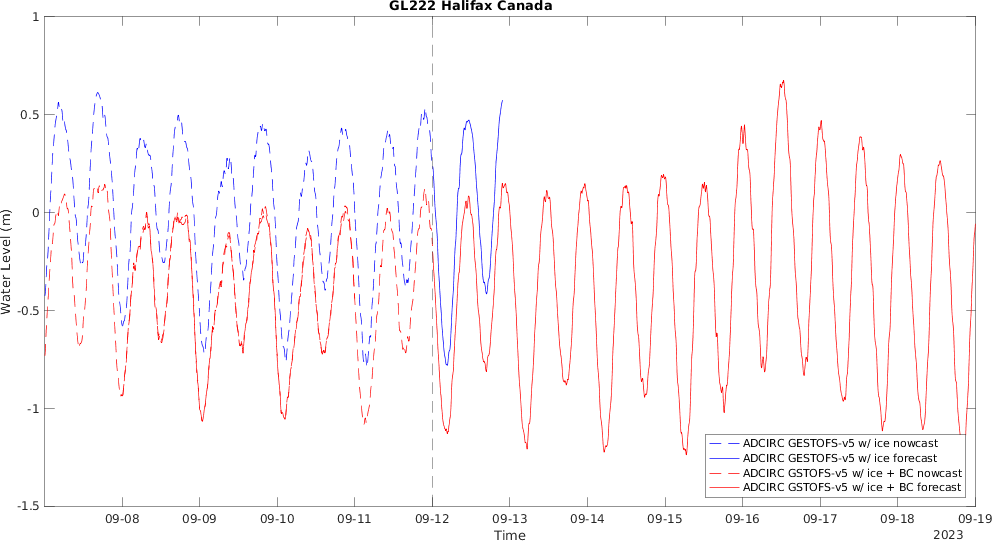 GL222 Halifax Canada
1
0.5
0
-0.5
-1
-1.5
Water Level (m)
ADCIRC GESTOFS-v5 w/ ice nowcast
ADCIRC GESTOFS-v5 w/ ice forecast
ADCIRC GSTOFS-v5 w/ ice + BC nowcast
ADCIRC GSTOFS-v5 w/ ice + BC forecast
09-08 09-09 09-10 09-11 09-12 09-13 09-14 09-15 09-16 09-17 09-18 09-19
Time
2023